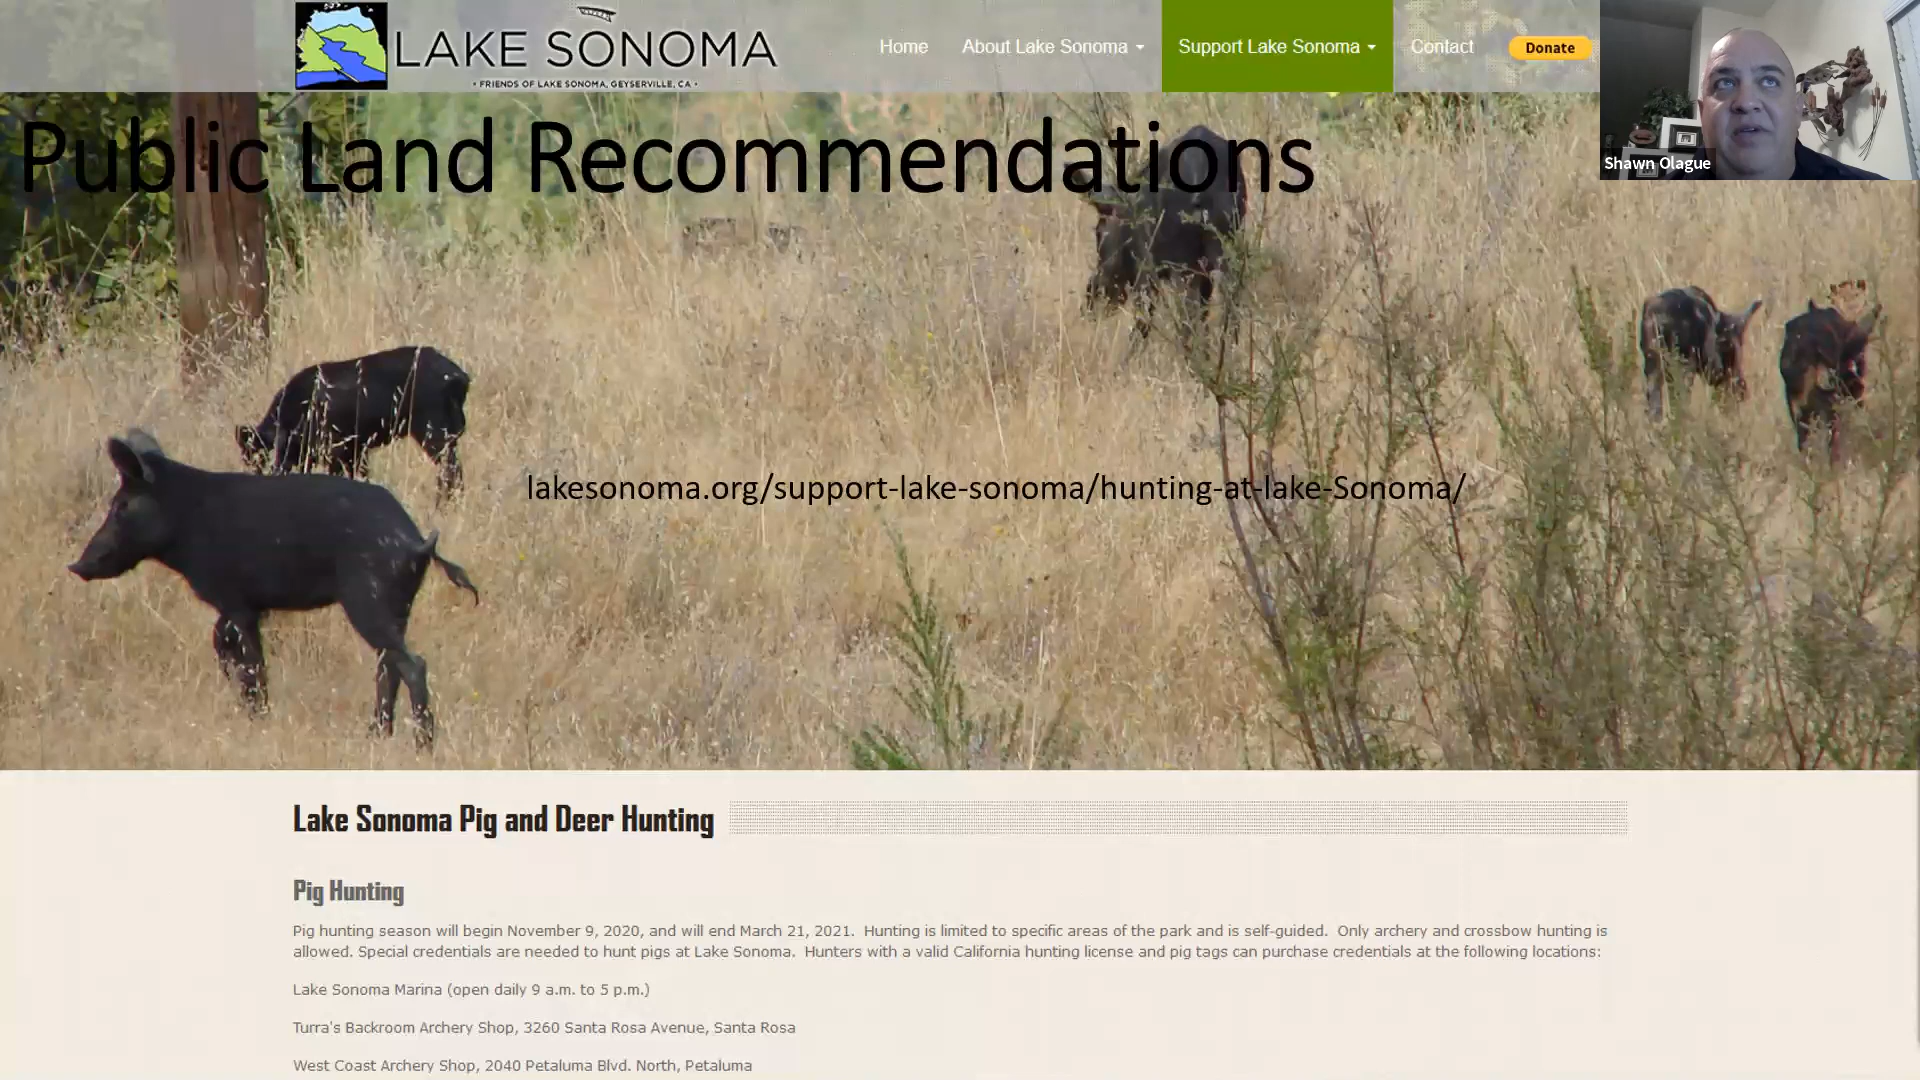 LAKE SONOMA
• FRIENDS OF LAKE SONOMA, GEYSERVILLE, CA •
Home
About Lake Sonoma
Support Lake Sonoma
Contact
Donate
Shawn Olague
Public Land Recommendations
lakesonoma.org/support-lake-sonoma/hunting-at-lake-Sonoma/
Lake Sonoma Pig and Deer Hunting
Pig Hunting
Pig hunting season will begin November 9, 2020, and will end March 21, 2021. Hunting is limited to specific areas of the park and is self-guided. Only archery and crossbow hunting is
allowed. Special credentials are needed to hunt pigs at Lake Sonoma. Hunters with a valid California hunting license and pig tags can purchase credentials at the following locations:
Lake Sonoma Marina (open daily 9 a.m. to 5 p.m.)
Turra's Backroom Archery Shop, 3260 Santa Rosa Avenue, Santa Rosa
West Coast Archery Shop, 2040 Petaluma Blvd. North, Petaluma